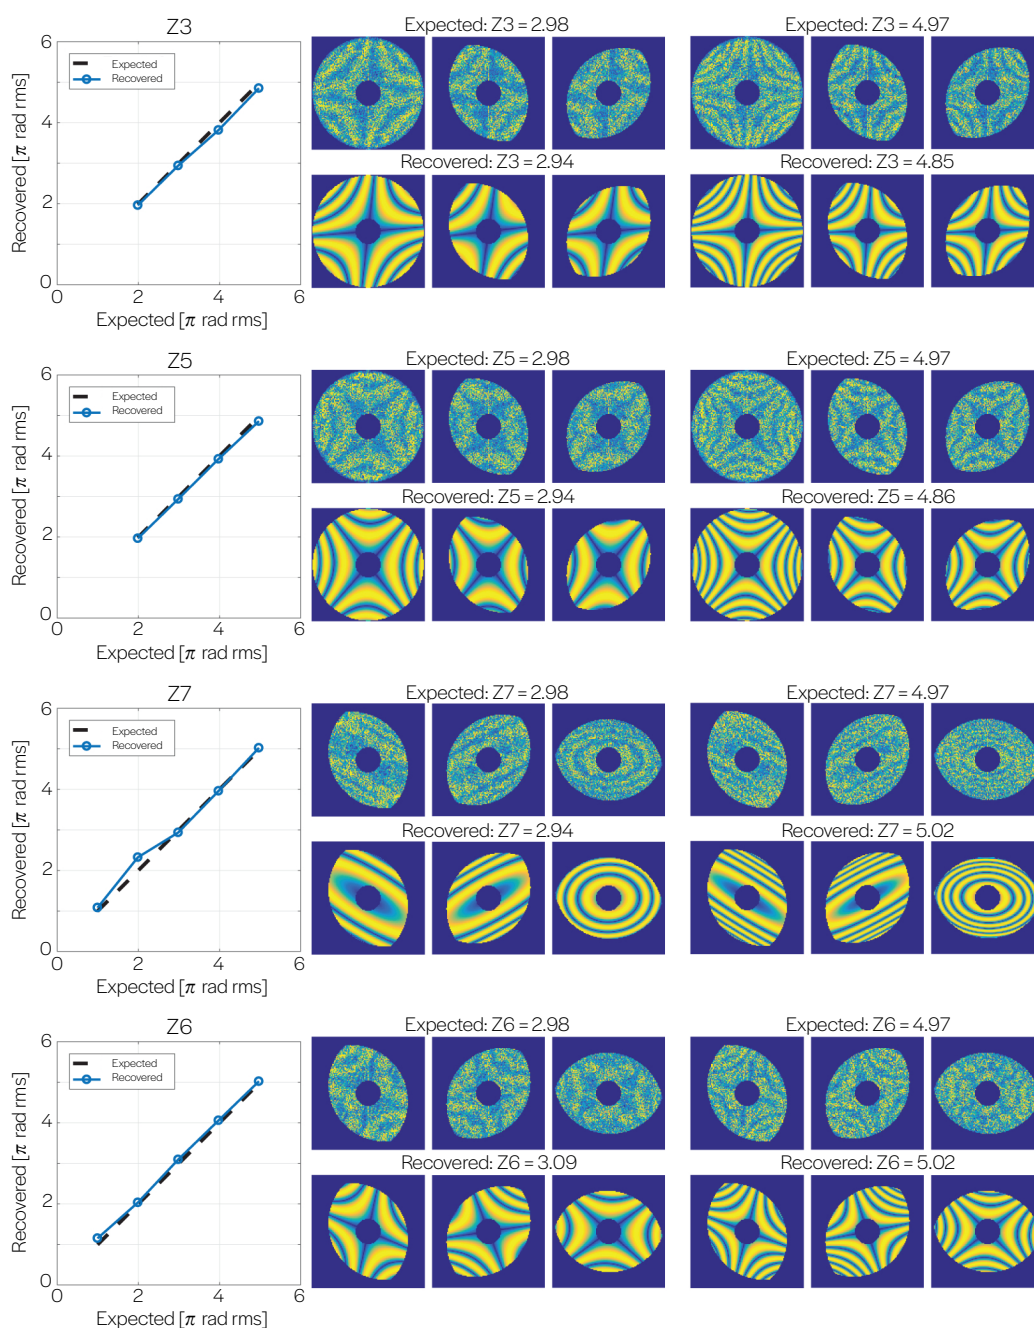 Z3
Expected: Z3 = 2.98
Expected: Z3 = 4.97
6
4
2
0
Recovered [π rad rms]
Expected
Recovered
Recovered: Z3 = 2.94
Recovered: Z3 = 4.85
0 2 4 6
Expected [π rad rms]
Z5
Expected: Z5 = 2.98
Expected: Z5 = 4.97
6
4
2
0
Recovered [π rad rms]
Expected
Recovered
Recovered: Z5 = 2.94
Recovered: Z5 = 4.86
0 2 4 6
Expected [π rad rms]
Z7
Expected: Z7 = 2.98
Expected: Z7 = 4.97
6
4
2
0
Recovered [π rad rms]
Expected
Recovered
Recovered: Z7 = 2.94
Recovered: Z7 = 5.02
0 2 4 6
Expected [π rad rms]
Z6
Expected: Z6 = 2.98
Expected: Z6 = 4.97
6
4
2
0
Recovered [π rad rms]
Expected
Recovered
Recovered: Z6 = 3.09
Recovered: Z6 = 5.02
0 2 4 6
Expected [π rad rms]